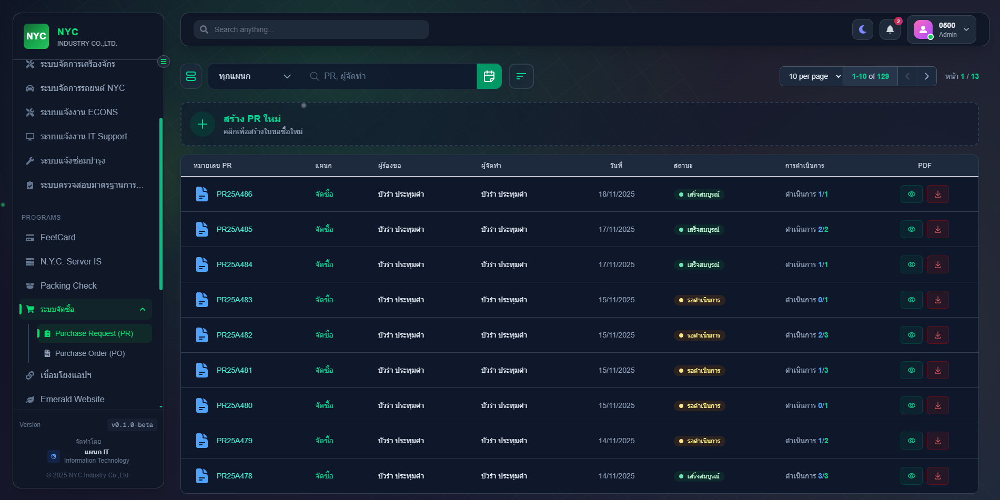 NYC
NYC
INDUSTRY CO.,LTD.
ระบบจัดการเครื่องจักร
ระบบจัดการรถยนต์ NYC
ระบบแจ้งงาน ECONS
ระบบแจ้งงาน IT Support
ระบบแจ้งซ่อมบำรุง
ระบบตรวจสอบมาตรฐานการ...
PROGRAMS
FeetCard
N.Y.C. Server IS
Packing Check
ระบบจัดซื้อ
Purchase Request (PR)
Purchase Order (PO)
เชื่อมโยงแอปฯ
Emerald Website
Version v0.1.0-beta
จัดทำโดย
แผนก IT
Information Technology
© 2025 NYC Industry Co.,Ltd.
Search anything...
2
0500
Admin
ทุกแผนก
PR, ผู้จัดทำ
10 per page 1-10 of 129 หน้า 1 / 13
สร้าง PR ใหม่
คลิกเพื่อสร้างใบขอซื้อใหม่
หมายเลข PR แผนก ผู้ร้องขอ ผู้จัดทำ วันที่ สถานะ การดำเนินการ PDF
PR25A486 จัดซื้อ บัวรำ ประทุมคำ บัวรำ ประทุมคำ 18/11/2025 เสร็จสมบูรณ์ ดำเนินการ 1/1
PR25A485 จัดซื้อ บัวรำ ประทุมคำ บัวรำ ประทุมคำ 17/11/2025 เสร็จสมบูรณ์ ดำเนินการ 2/2
PR25A484 จัดซื้อ บัวรำ ประทุมคำ บัวรำ ประทุมคำ 17/11/2025 เสร็จสมบูรณ์ ดำเนินการ 1/1
PR25A483 จัดซื้อ บัวรำ ประทุมคำ บัวรำ ประทุมคำ 15/11/2025 รอดำเนินการ ดำเนินการ 0/1
PR25A482 จัดซื้อ บัวรำ ประทุมคำ บัวรำ ประทุมคำ 15/11/2025 รอดำเนินการ ดำเนินการ 2/3
PR25A481 จัดซื้อ บัวรำ ประทุมคำ บัวรำ ประทุมคำ 15/11/2025 รอดำเนินการ ดำเนินการ 1/3
PR25A480 จัดซื้อ บัวรำ ประทุมคำ บัวรำ ประทุมคำ 15/11/2025 รอดำเนินการ ดำเนินการ 0/1
PR25A479 จัดซื้อ บัวรำ ประทุมคำ บัวรำ ประทุมคำ 14/11/2025 รอดำเนินการ ดำเนินการ 1/2
PR25A478 จัดซื้อ บัวรำ ประทุมคำ บัวรำ ประทุมคำ 14/11/2025 เสร็จสมบูรณ์ ดำเนินการ 3/3